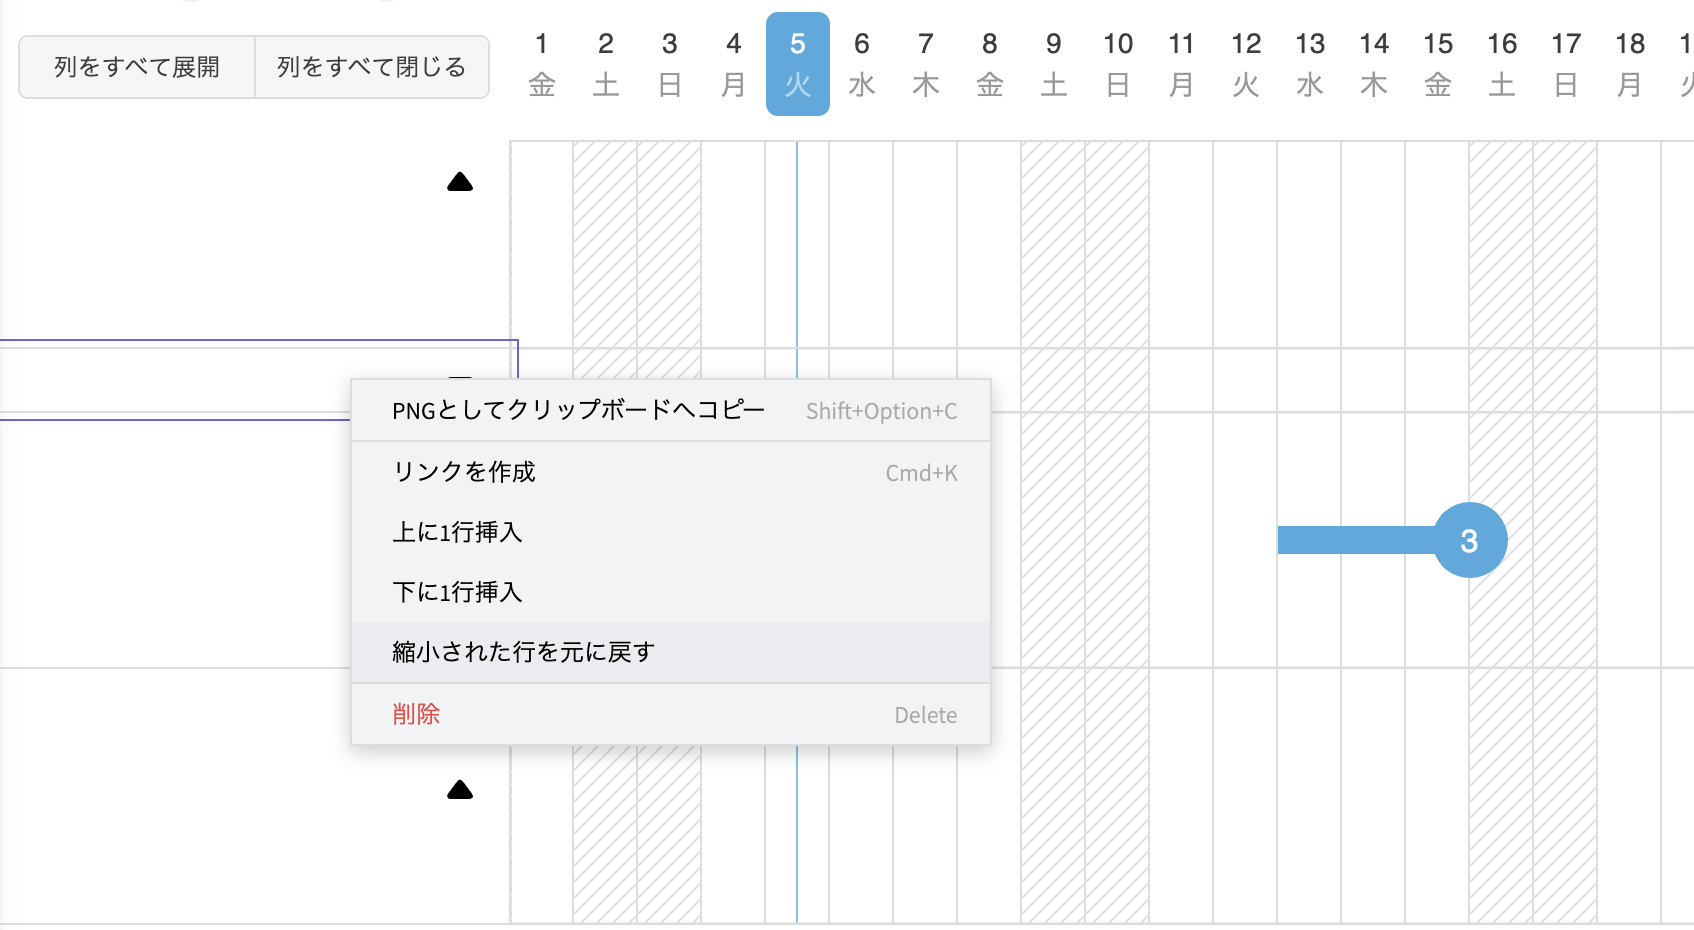 列をすべて展開 列をすべて閉じる
1 2 3 4 5 6 7 8 9 10 11 12 13 14 15 16 17 18
金 土 日 月 火 水 木 金 土 日 月 火 水 木 金 土 日 月
PNGとしてクリップボードへコピー Shift+Option+C
リンクを作成 Cmd+K
上に1行挿入
下に1行挿入
縮小された行を元に戻す
削除 Delete
3